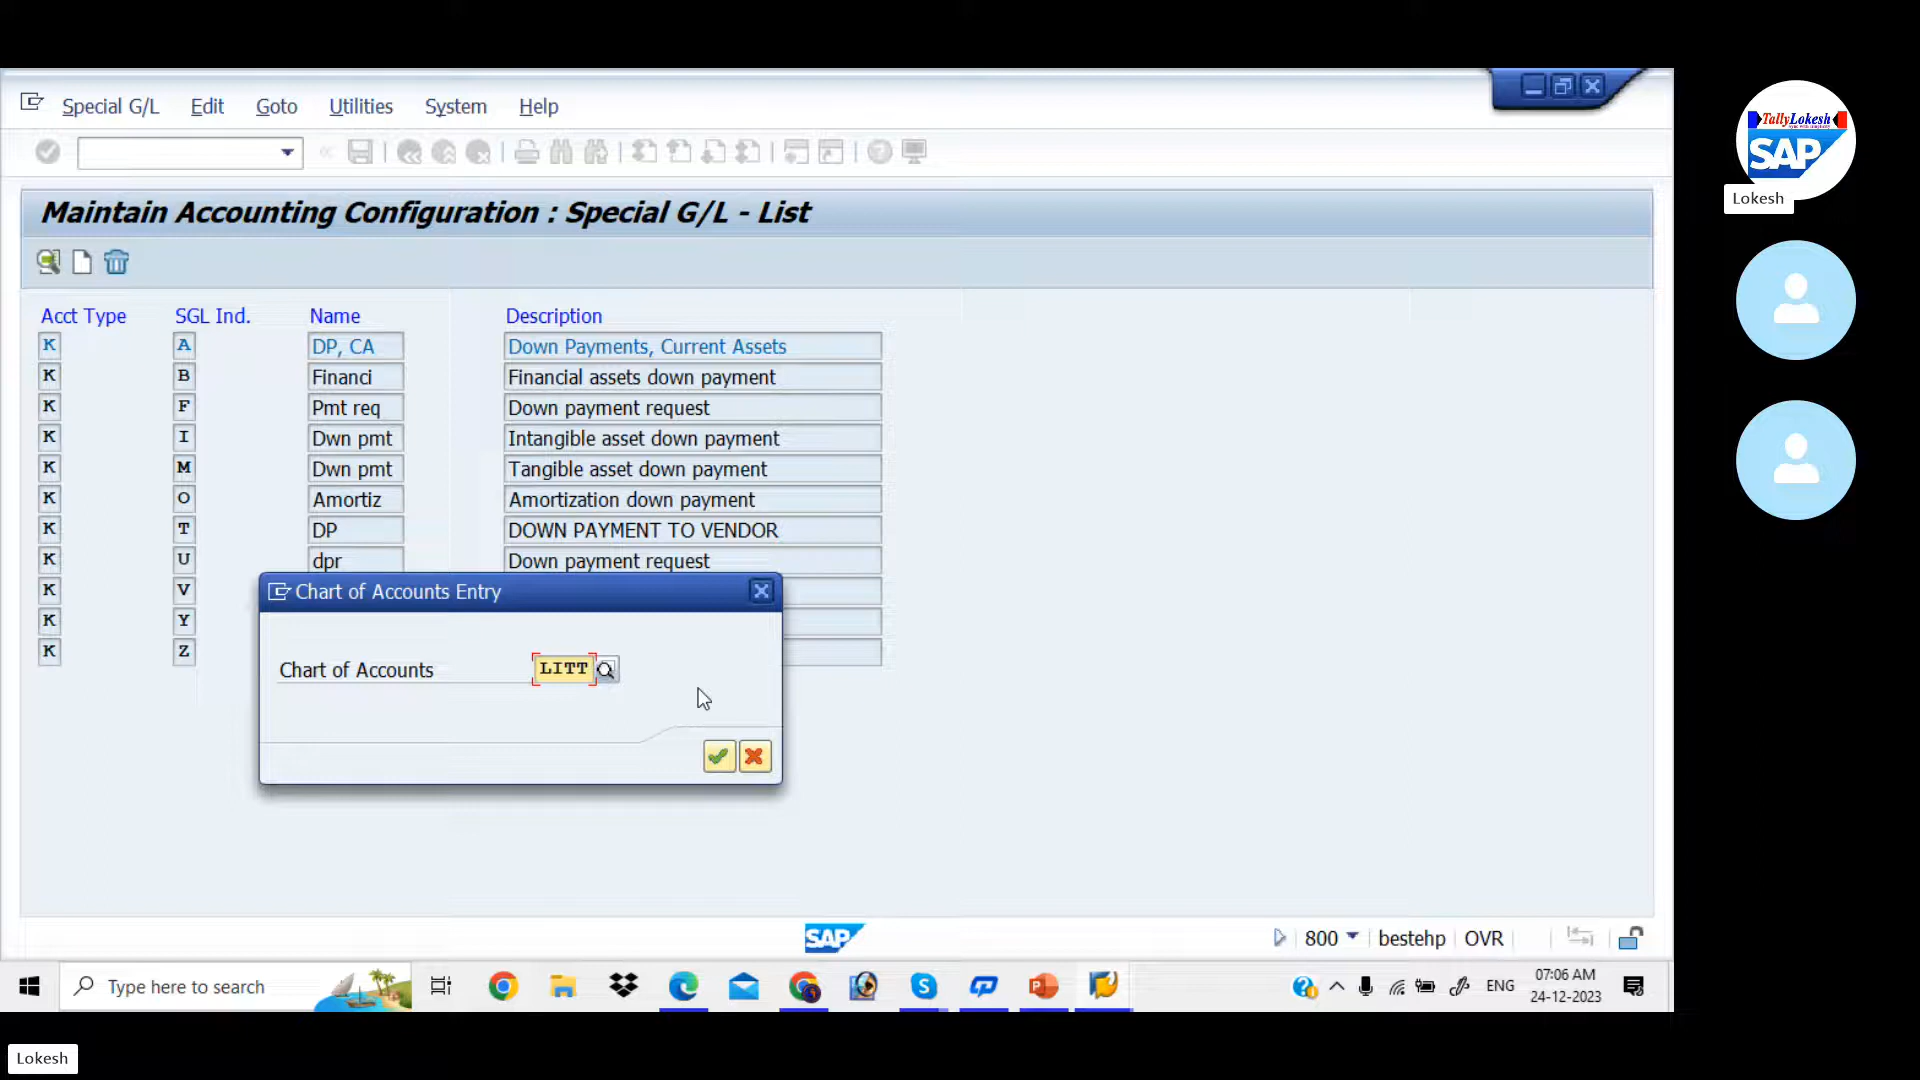 Special G/L Edit Goto Utilities System Help
Maintain Accounting Configuration : Special G/L - List
Acct Type SGL Ind. Name Description
K A DP, CA Down Payments, Current Assets
K B Financi Financial assets down payment
K F Pmt req Down payment request
K I Dwn pmt Intangible asset down payment
K M Dwn pmt Tangible asset down payment
K O Amortiz Amortization down payment
K T DP DOWN PAYMENT TO VENDOR
K U dpr Down payment request
K V
K Y
K Z
Chart of Accounts Entry
Chart of Accounts LITT
SAP 800 bestehp OVR
Type here to search
ENG 07:06 AM
24-12-2023
TallyLokesh
SAP
Lokesh
Lokesh